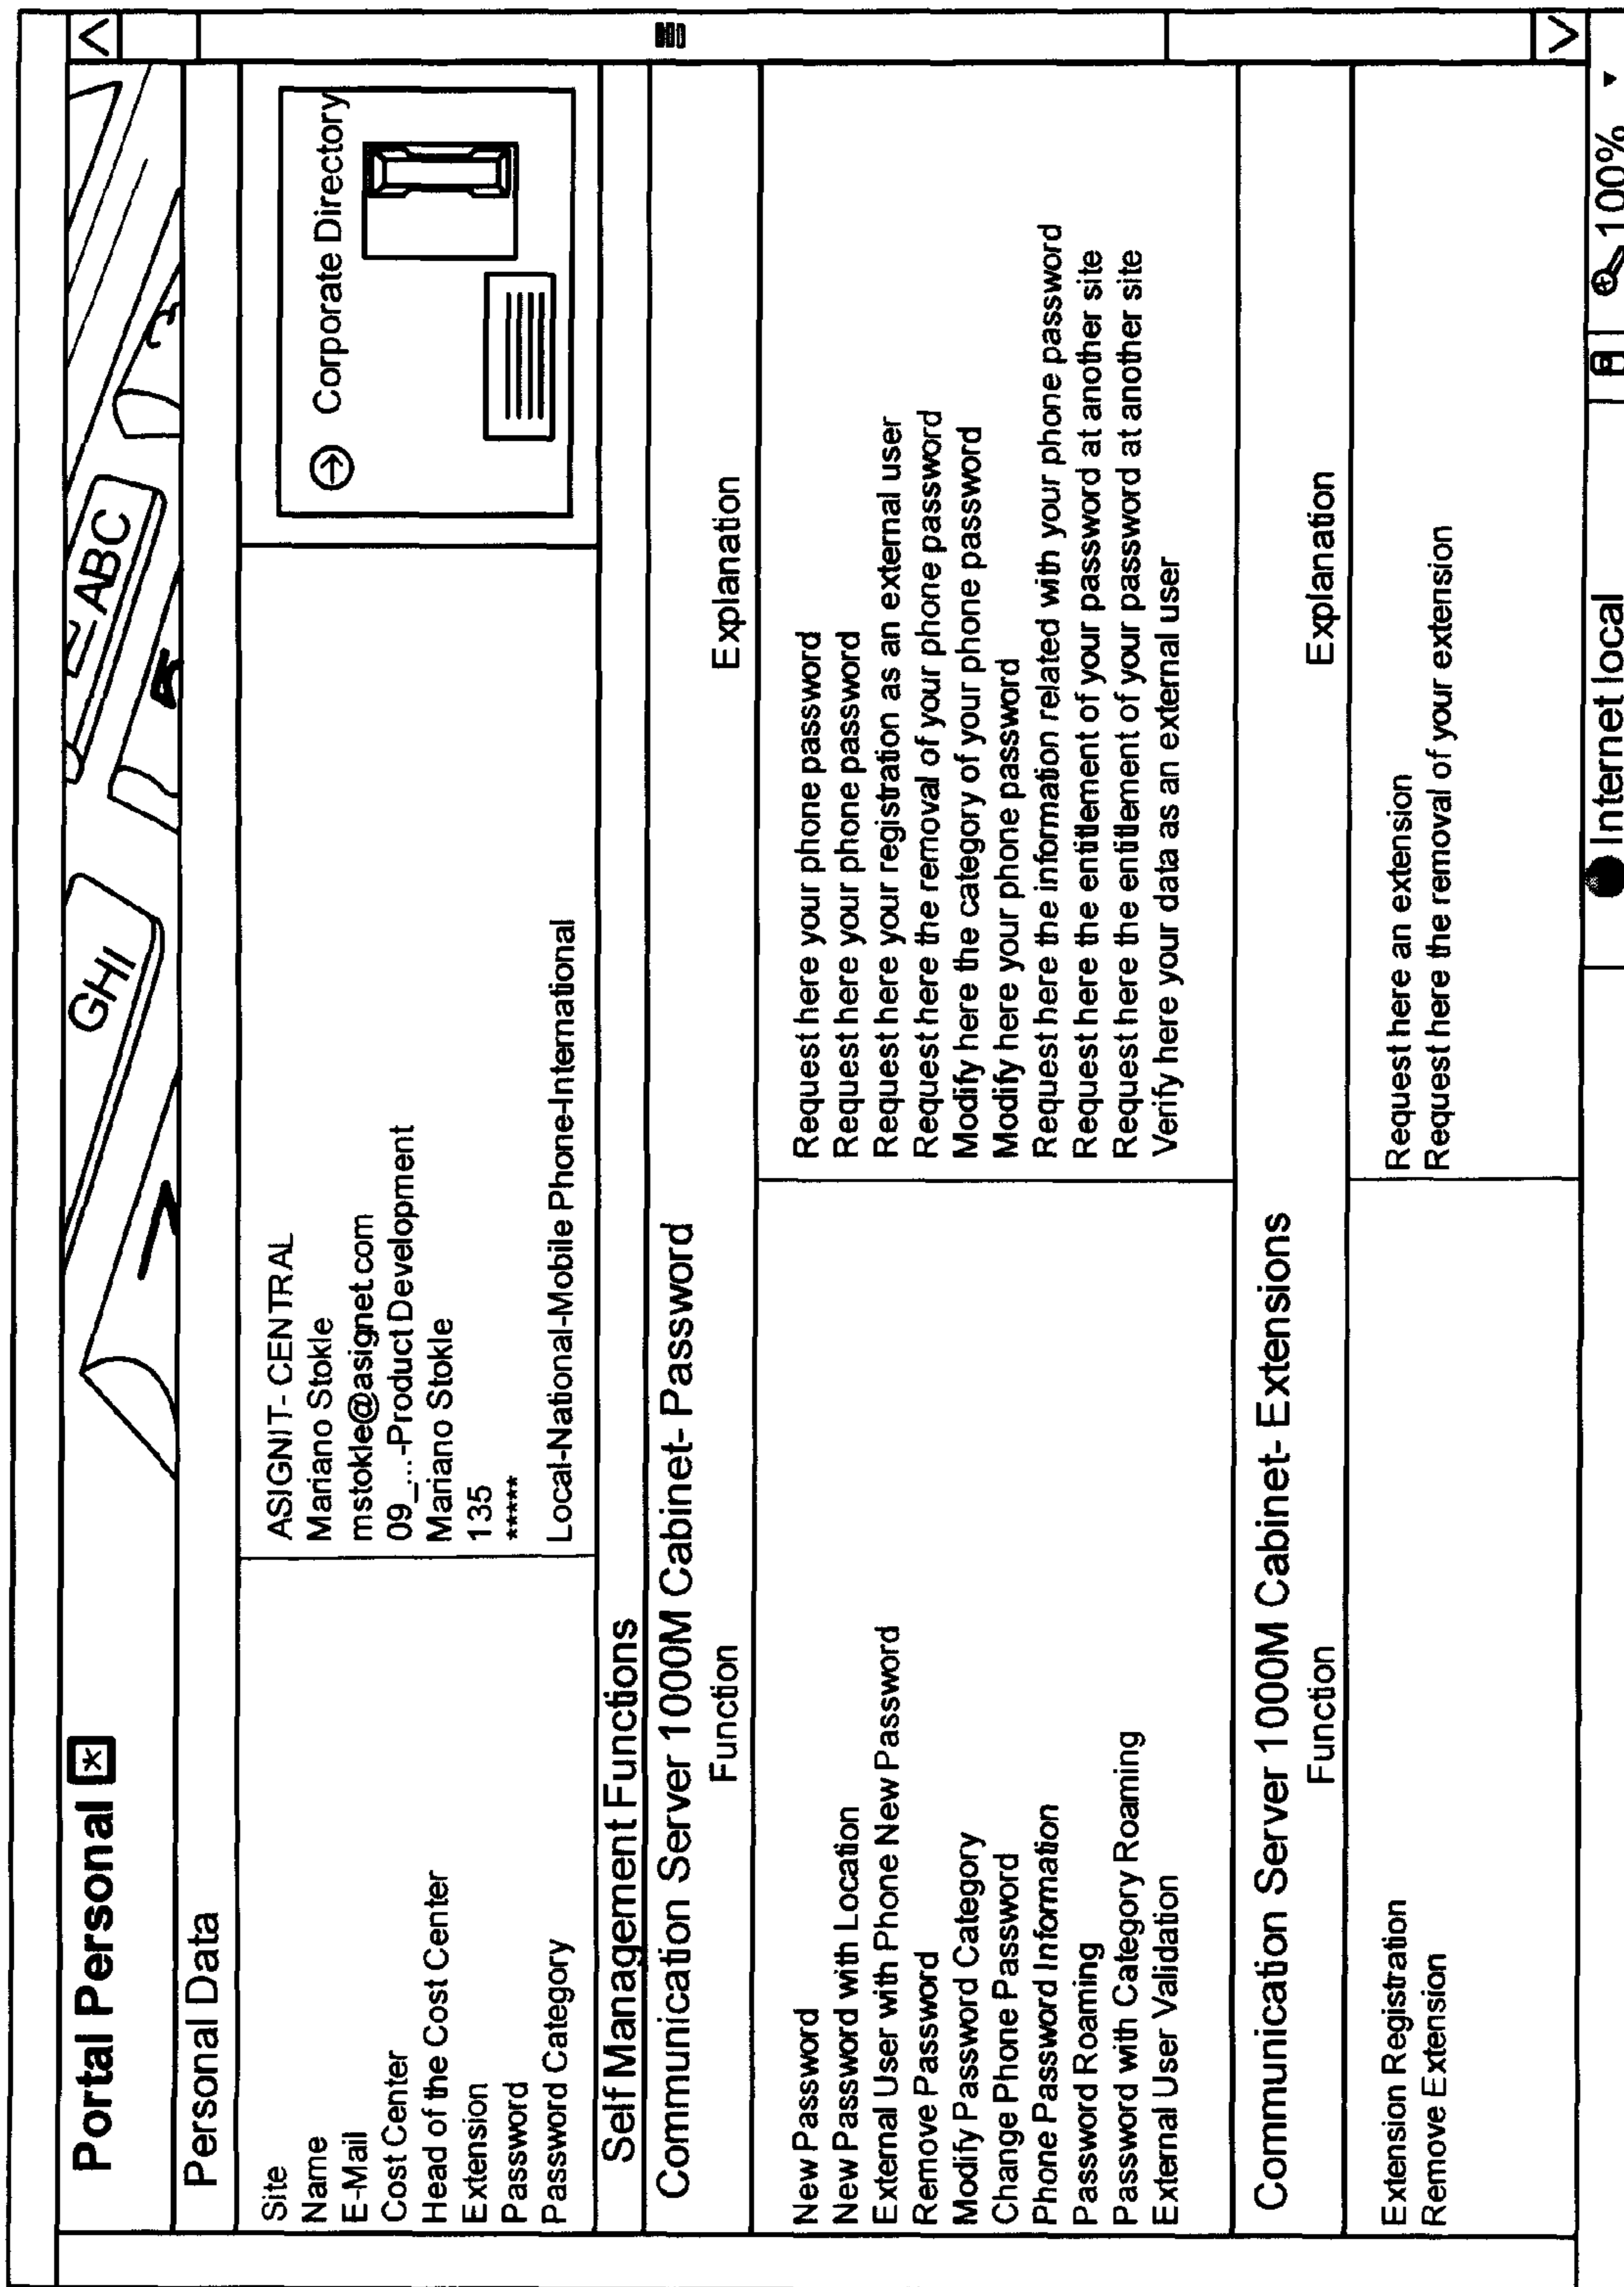 Portal Personal
GHI
ABC
Personal Data
Site ASIGNIT- CENTRAL
Name Mariano Stokle
E-Mail mstokle@asignet.com
Cost Center 09_...-Product Development
Head of the Cost Center Mariano Stokle
Extension 135
Password *****
Password Category Local-National-Mobile Phone-International
Corporate Directory
Self Management Functions
Communication Server 1000M Cabinet- Password
Function Explanation
New Password Request here your phone password
New Password with Location Request here your phone password
External User with Phone New Password Request here your registration as an external user
Remove Password Request here the removal of your phone password
Modify Password Category Modify here the category of your phone password
Change Phone Password Modify here your phone password
Phone Password Information Request here the information related with your phone password
Password Roaming Request here the entitlement of your password at another site
Password with Category Roaming Request here the entitlement of your password at another site
External User Validation Verify here your data as an external user
Communication Server 1000M Cabinet- Extensions
Function Explanation
Extension Registration Request here an extension
Remove Extension Request here the removal of your extension
Internet local 100%